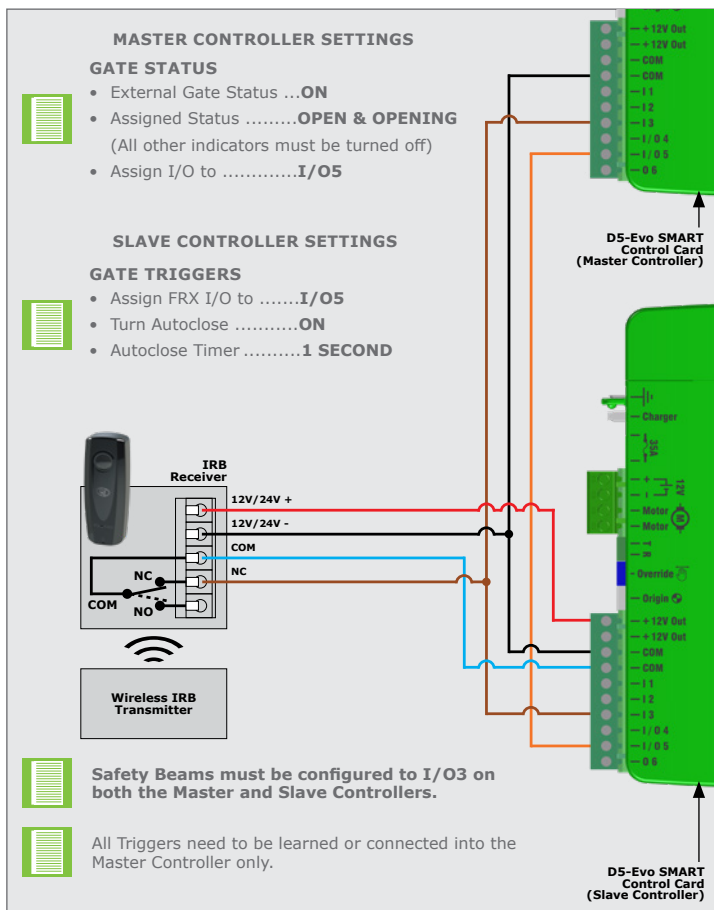 MASTER CONTROLLER SETTINGS
GATE STATUS
• External Gate Status ...ON
• Assigned Status .........OPEN & OPENING
(All other indicators must be turned off)
• Assign I/O to .............I/O5
SLAVE CONTROLLER SETTINGS
GATE TRIGGERS
• Assign FRX I/O to .......I/O5
• Turn Autoclose ...........ON
• Autoclose Timer ..........1 SECOND
+ 12V Out
+ 12V Out
COM
COM
I 1
I 2
I 3
I / O 4
I / O 5
O 6
D5-Evo SMART
Control Card
(Master Controller)
Charger
35A
+
12V
-
Motor
M
Motor
T
R
Override
Origin
+ 12V Out
+ 12V Out
COM
COM
I 1
I 2
I 3
I / O 4
I / O 5
O 6
D5-Evo SMART
Control Card
(Slave Controller)
IRB
Receiver
12V/24V +
12V/24V -
COM
NC
NC
COM
NO
Wireless IRB
Transmitter
Safety Beams must be configured to I/O3 on
both the Master and Slave Controllers.
All Triggers need to be learned or connected into the
Master Controller only.